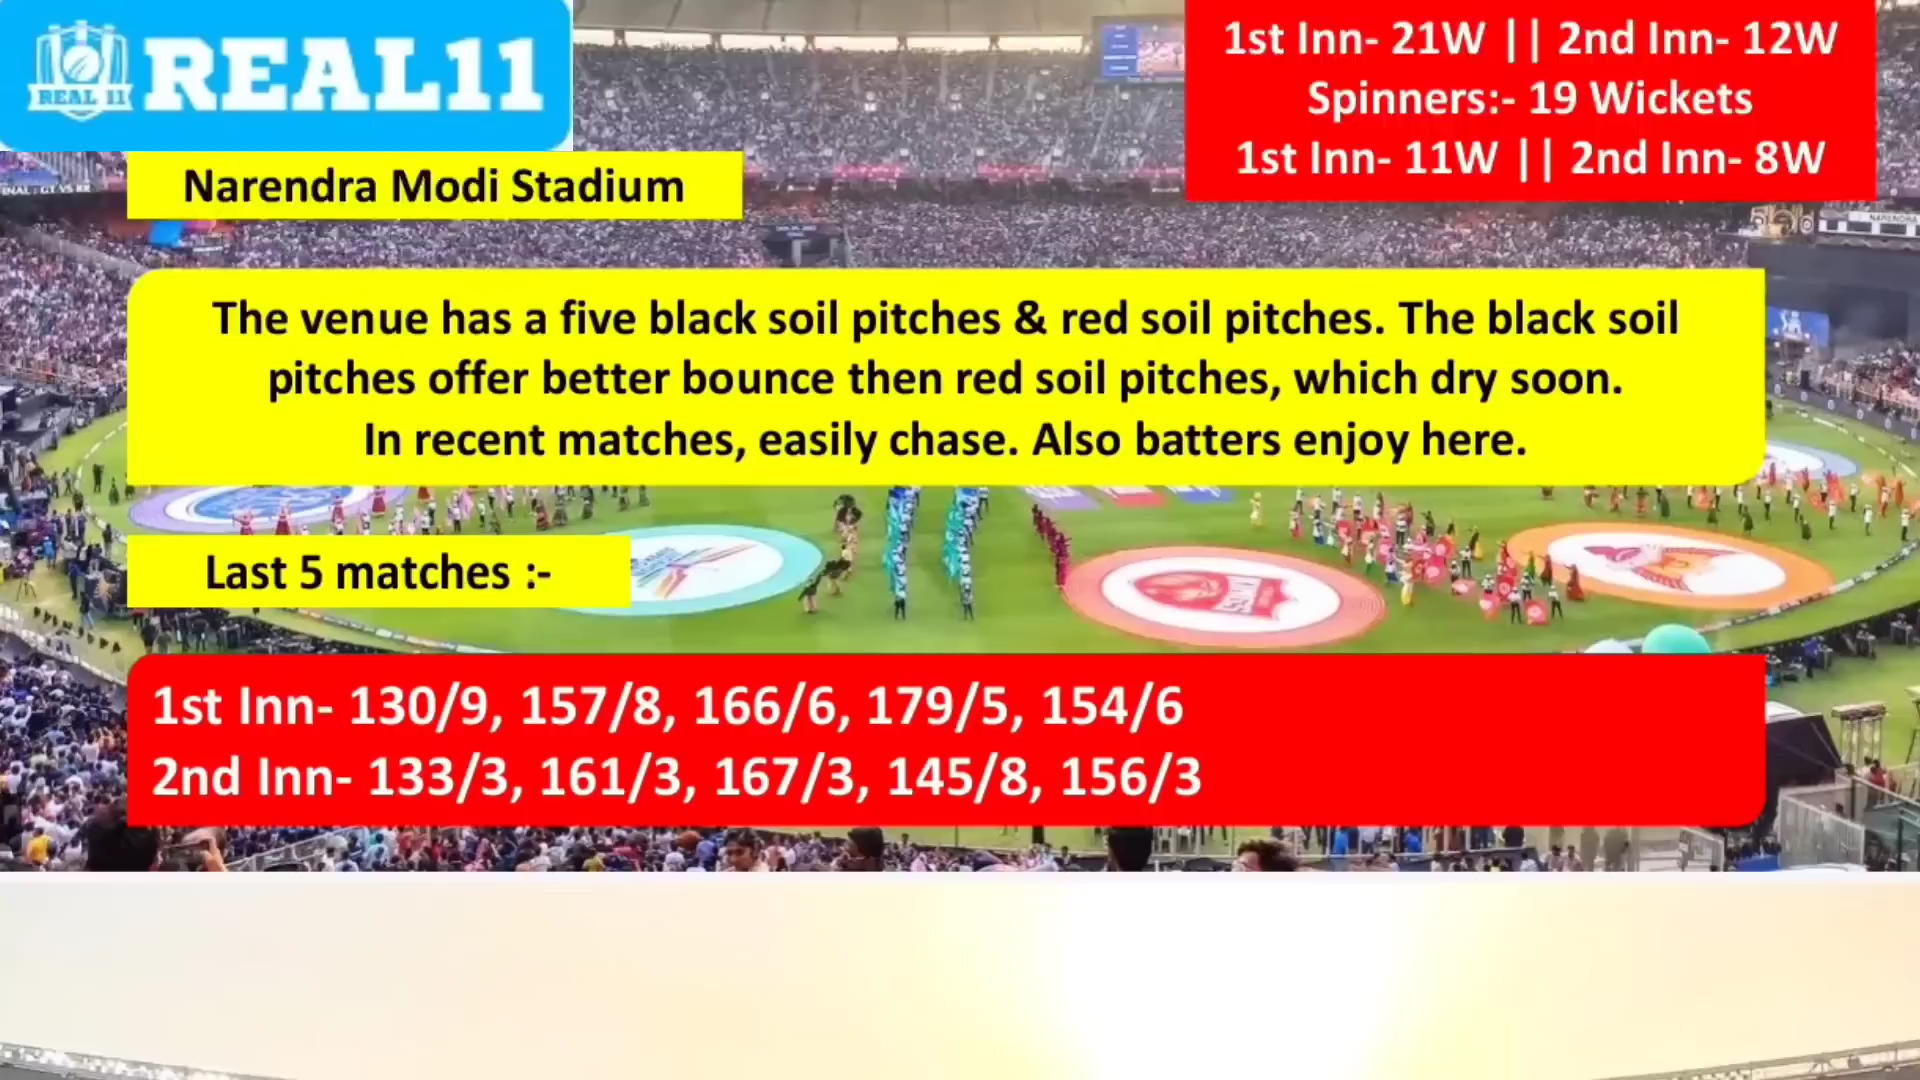 REAL 11
REAL11
1st Inn- 21W || 2nd Inn- 12W
Spinners:- 19 Wickets
1st Inn- 11W || 2nd Inn- 8W
Narendra Modi Stadium
The venue has a five black soil pitches & red soil pitches. The black soil
pitches offer better bounce then red soil pitches, which dry soon.
In recent matches, easily chase. Also batters enjoy here.
Last 5 matches :-
1st Inn- 130/9, 157/8, 166/6, 179/5, 154/6
2nd Inn- 133/3, 161/3, 167/3, 145/8, 156/3